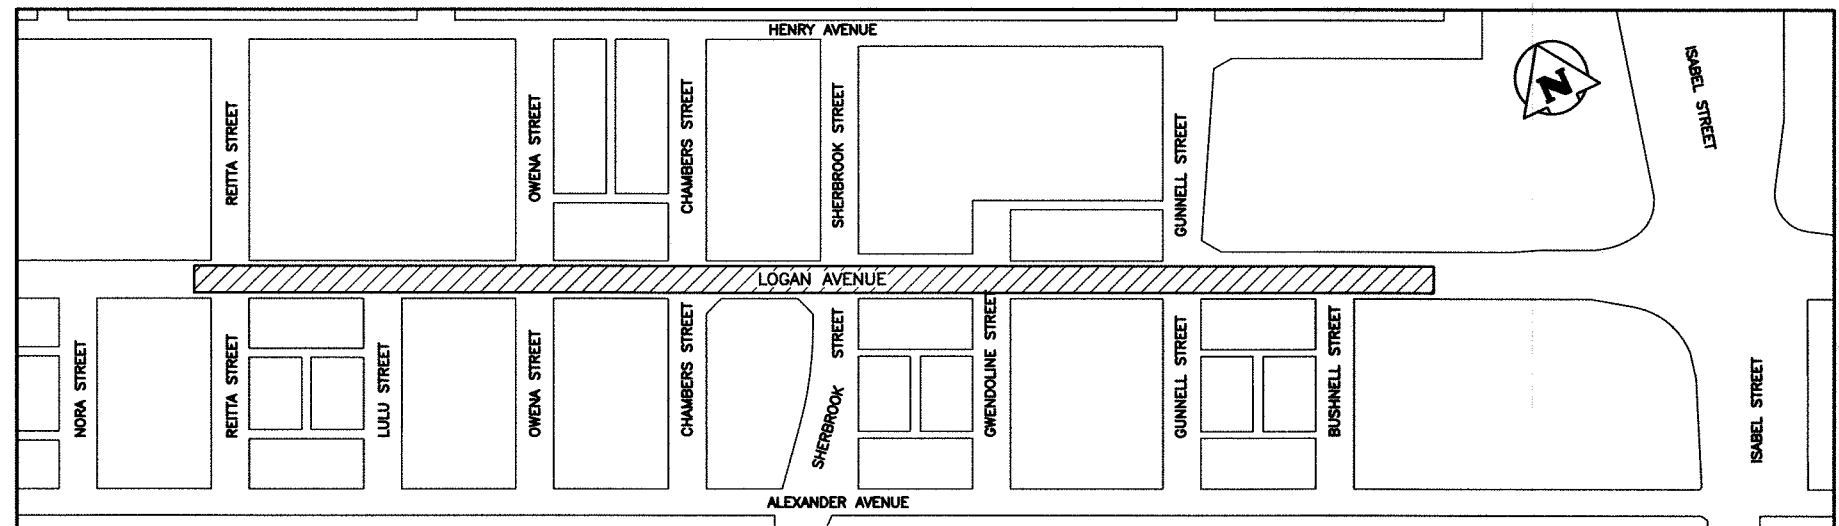 HENRY AVENUE
N
ISABEL STREET
REITTA STREET
OWENA STREET
CHAMBERS STREET
SHERBROOK STREET
GUNNELL STREET
LOGAN AVENUE
NORA STREET
REITTA STREET
LULU STREET
OWENA STREET
CHAMBERS STREET
SHERBROOK STREET
GWENDOLINE STREET
GUNNELL STREET
BUSHNELL STREET
ISABEL STREET
ALEXANDER AVENUE